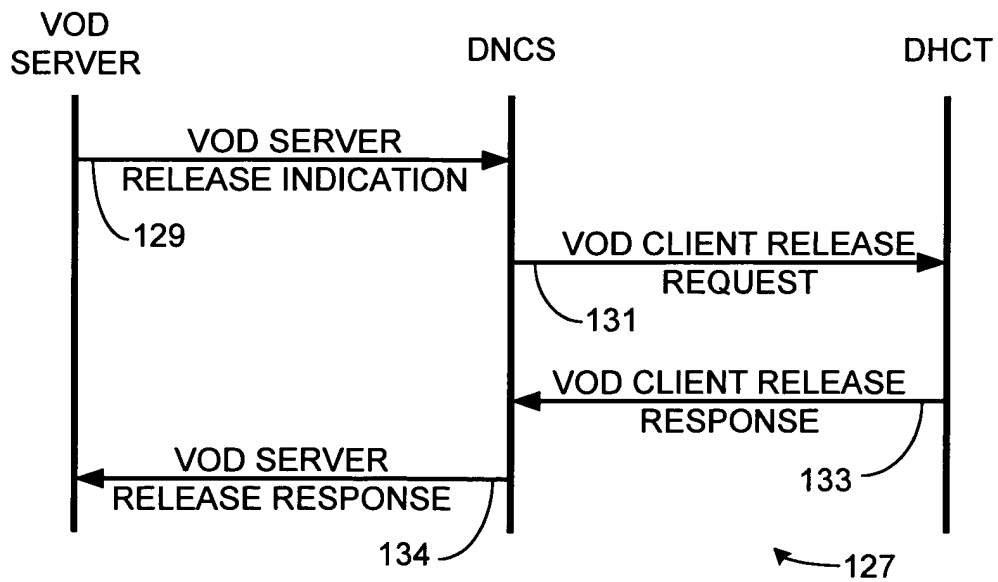 VOD
SERVER
DNCS
DHCT
VOD SERVER
RELEASE INDICATION
129
VOD CLIENT RELEASE
REQUEST
131
VOD CLIENT RELEASE
RESPONSE
133
VOD SERVER
RELEASE RESPONSE
134
127